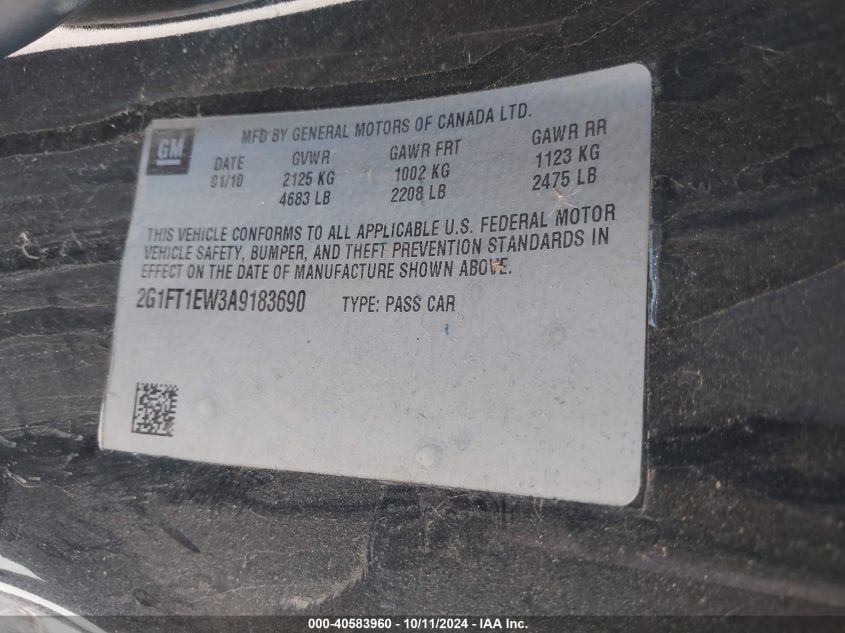 GM
MFD BY GENERAL MOTORS OF CANADA LTD.
DATE GVWR GAWR FRT GAWR RR
01/10 2125 KG 1002 KG 1123 KG
4683 LB 2208 LB 2475 LB
THIS VEHICLE CONFORMS TO ALL APPLICABLE U.S. FEDERAL MOTOR
VEHICLE SAFETY, BUMPER, AND THEFT PREVENTION STANDARDS IN
EFFECT ON THE DATE OF MANUFACTURE SHOWN ABOVE.
2G1FT1EW3A9183690 TYPE: PASS CAR
000-40583960 - 10/11/2024 - IAA Inc.